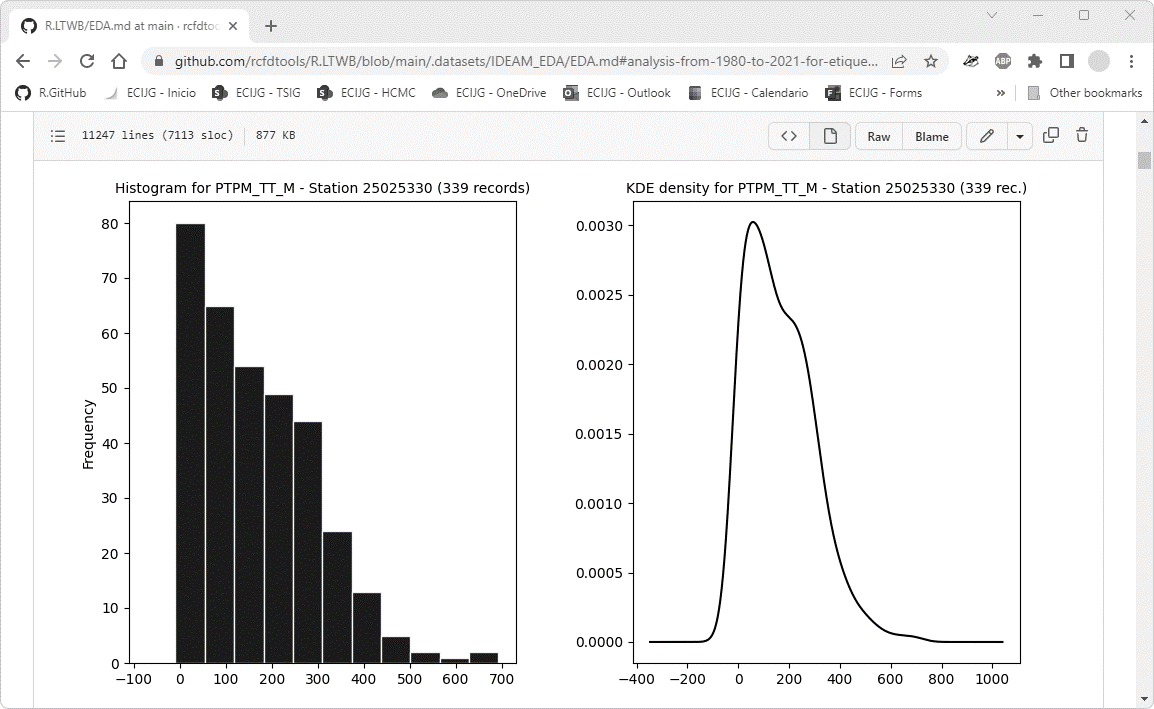 R.LTWB/EDA.md at main · rcfdtoo
github.com/rcfdtools/R.LTWB/blob/main/.datasets/IDEAM_EDA/EDA.md#analysis-from-1980-to-2021-for-etique...
ABP
R.GitHub ECIJG - Inicio ECIJG - TSIG ECIJG - HCMC ECIJG - OneDrive ECIJG - Outlook ECIJG - Calendario ECIJG - Forms » Other bookmarks
11247 lines (7113 sloc) 877 KB <> Raw Blame
Histogram for PTPM_TT_M - Station 25025330 (339 records)
80
70
60
50
40
30
20
10
0
Frequency
−100 0 100 200 300 400 500 600 700
KDE density for PTPM_TT_M - Station 25025330 (339 rec.)
0.0030
0.0025
0.0020
0.0015
0.0010
0.0005
0.0000
−400 −200 0 200 400 600 800 1000